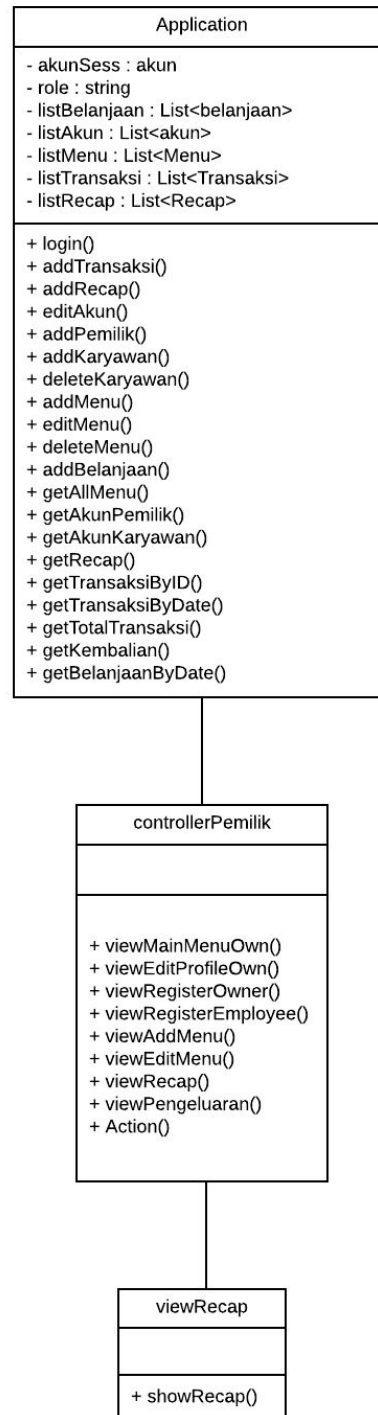 Application
- akunSess : akun
- role : string
- listBelanjaan : List<belanjaan>
- listAkun : List<akun>
- listMenu : List<Menu>
- listTransaksi : List<Transaksi>
- listRecap : List<Recap>
+ login()
+ addTransaksi()
+ addRecap()
+ editAkun()
+ addPemilik()
+ addKaryawan()
+ deleteKaryawan()
+ addMenu()
+ editMenu()
+ deleteMenu()
+ addBelanjaan()
+ getAllMenu()
+ getAkunPemilik()
+ getAkunKaryawan()
+ getRecap()
+ getTransaksiByID()
+ getTransaksiByDate()
+ getTotalTransaksi()
+ getKembalian()
+ getBelanjaanByDate()
controllerPemilik
+ viewMainMenuOwn()
+ viewEditProfileOwn()
+ viewRegisterOwner()
+ viewRegisterEmployee()
+ viewAddMenu()
+ viewEditMenu()
+ viewRecap()
+ viewPengeluaran()
+ Action()
viewRecap
+ showRecap()